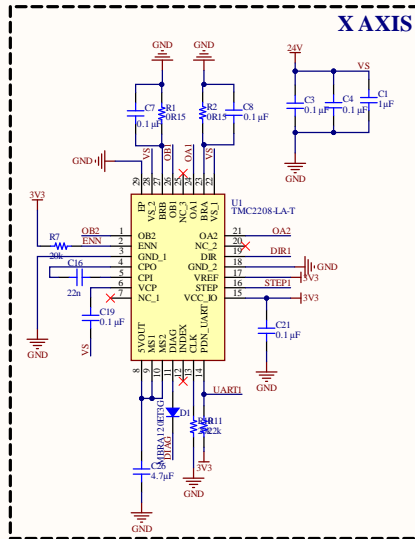 X AXIS
GND
GND
24V
VS
C7
0.1 µF
R1
0R15
R2
0R15
C8
0.1 µF
C3
0.1 µF
C4
0.1 µF
C1
1µF
VS
OB1
OA1
VS
GND
GND
29
28
27
26
25
24
23
22
EP
VS_2
BRB
OB1
NC_3
OA1
BRA
VS_1
U1
TMC2208-LA-T
3V3
R7
20k
OB2
ENN
1
2
3
4
5
6
7
OB2
ENN
GND_1
CPO
CPI
VCP
NC_1
OA2
NC_2
DIR
GND_2
VREF
STEP
VCC_IO
21
20
19
18
17
16
15
OA2
DIR1
GND
3V3
STEP1
3V3
C16
22n
C19
0.1 µF
VS
GND
C21
0.1 µF
GND
5VOUT
MS1
MS2
DIAG
INDEX
CLK
PDN_UART
8
9
10
11
12
13
14
UART1
D1
MBRA120ET3G
DIAG
R11
22k
3V3
C26
4.7µF
GND
GND